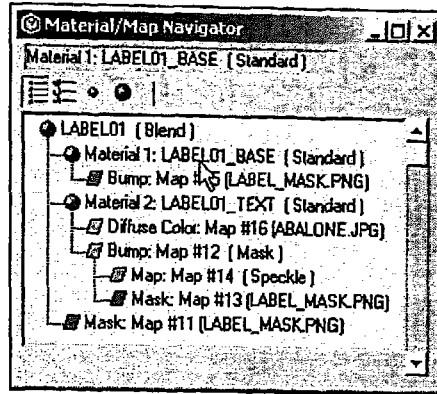 Material/Map Navigator
Material 1: LABEL01_BASE (Standard)
LABEL01 (Blend)
Material 1: LABEL01_BASE (Standard)
Bump: Map (LABEL_MASK.PNG)
Material 2: LABEL01_TEXT (Standard)
Diffuse Color: Map #16 (ABALONE.JPG)
Bump: Map #12 (Mask)
Map: Map #14 (Speckle)
Mask: Map #13 (LABEL_MASK.PNG)
Mask: Map #11 (LABEL_MASK.PNG)